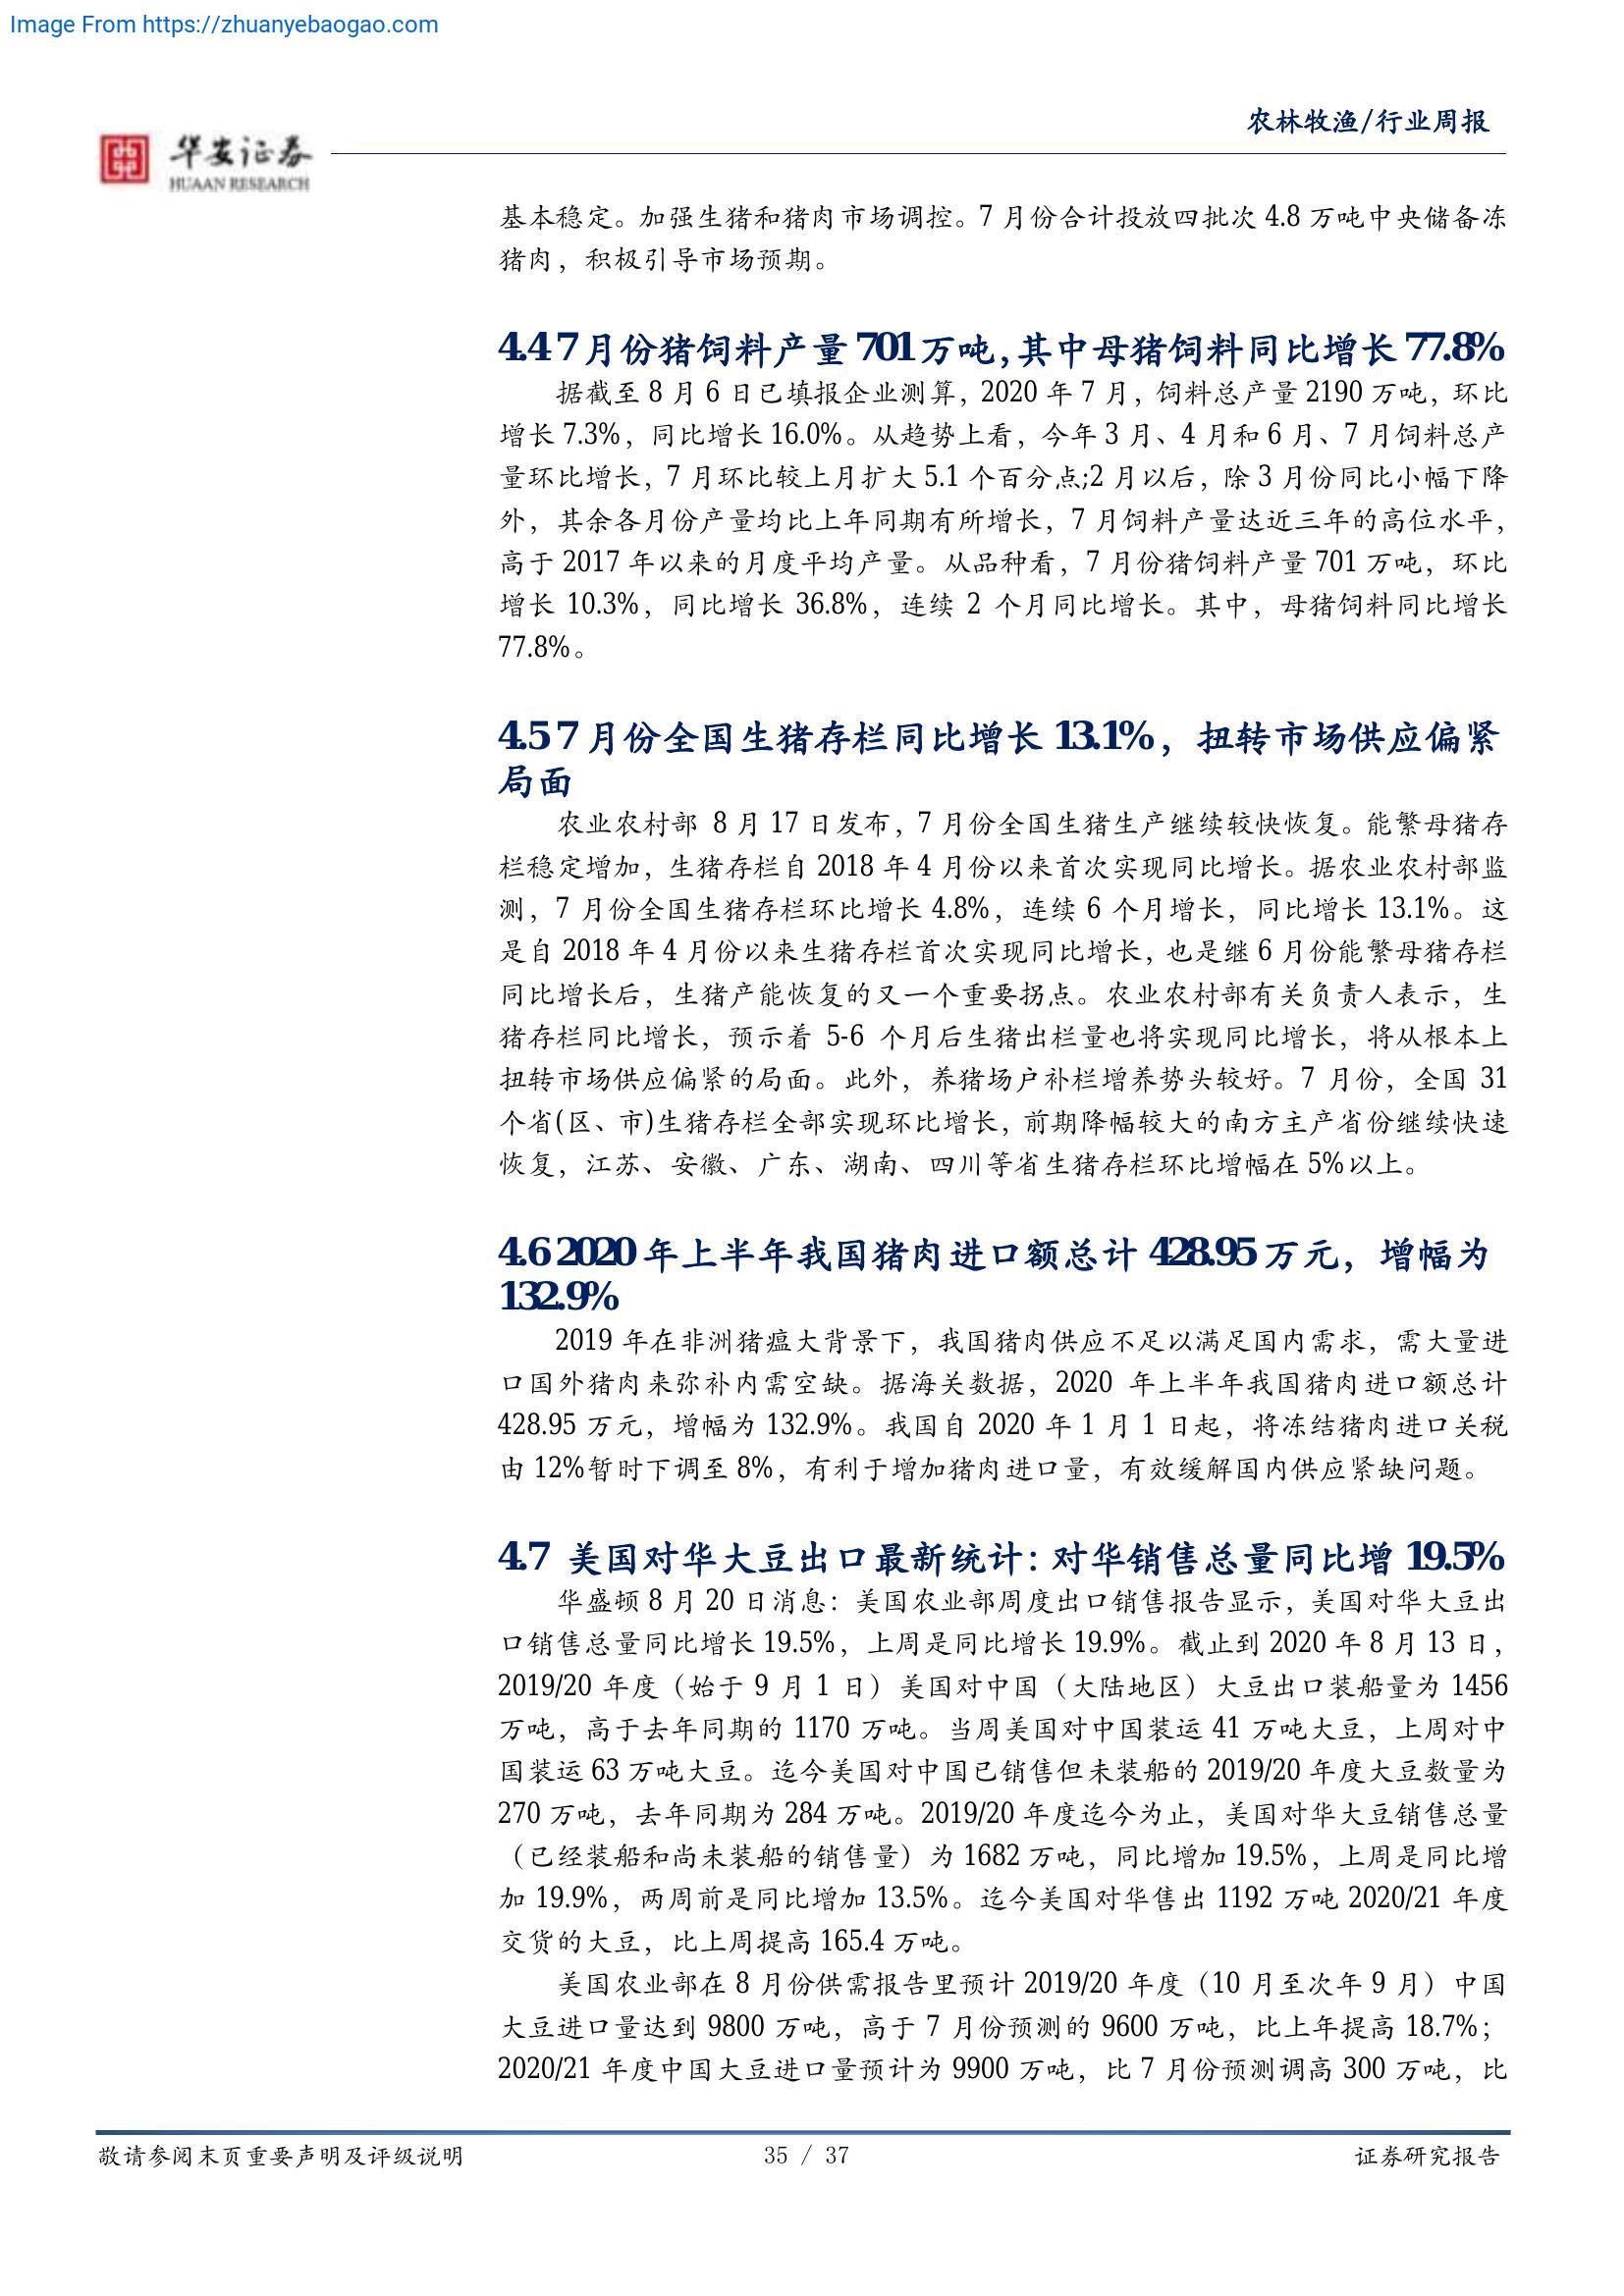 Image From https://zhuanyebaogao.com
农林牧渔/行业周报
华安证券
HUAAN RESEARCH
基本稳定。加强生猪和猪肉市场调控。7 月份合计投放四批次 4.8 万吨中央储备冻
猪肉，积极引导市场预期。
4.4 7 月份猪饲料产量 701 万吨，其中母猪饲料同比增长 77.8%
据截至 8 月 6 日已填报企业测算，2020 年 7 月，饲料总产量 2190 万吨，环比
增长 7.3%，同比增长 16.0%。从趋势上看，今年 3 月、4 月和 6 月、7 月饲料总产
量环比增长，7 月环比较上月扩大 5.1 个百分点;2 月以后，除 3 月份同比小幅下降
外，其余各月份产量均比上年同期有所增长，7 月饲料产量达近三年的高位水平，
高于 2017 年以来的月度平均产量。从品种看，7 月份猪饲料产量 701 万吨，环比
增长 10.3%，同比增长 36.8%，连续 2 个月同比增长。其中，母猪饲料同比增长
77.8%。
4.5 7 月份全国生猪存栏同比增长 13.1%，扭转市场供应偏紧
局面
农业农村部 8 月 17 日发布，7 月份全国生猪生产继续较快恢复。能繁母猪存
栏稳定增加，生猪存栏自 2018 年 4 月份以来首次实现同比增长。据农业农村部监
测，7 月份全国生猪存栏环比增长 4.8%，连续 6 个月增长，同比增长 13.1%。这
是自 2018 年 4 月份以来生猪存栏首次实现同比增长，也是继 6 月份能繁母猪存栏
同比增长后，生猪产能恢复的又一个重要拐点。农业农村部有关负责人表示，生
猪存栏同比增长，预示着 5-6 个月后生猪出栏量也将实现同比增长，将从根本上
扭转市场供应偏紧的局面。此外，养猪场户补栏增养势头较好。7 月份，全国 31
个省(区、市)生猪存栏全部实现环比增长，前期降幅较大的南方主产省份继续快速
恢复，江苏、安徽、广东、湖南、四川等省生猪存栏环比增幅在 5%以上。
4.6 2020 年上半年我国猪肉进口额总计 428.95 万元，增幅为
132.9%
2019 年在非洲猪瘟大背景下，我国猪肉供应不足以满足国内需求，需大量进
口国外猪肉来弥补内需空缺。据海关数据，2020 年上半年我国猪肉进口额总计
428.95 万元，增幅为 132.9%。我国自 2020 年 1 月 1 日起，将冻结猪肉进口关税
由 12%暂时下调至 8%，有利于增加猪肉进口量，有效缓解国内供应紧缺问题。
4.7 美国对华大豆出口最新统计：对华销售总量同比增 19.5%
华盛顿 8 月 20 日消息：美国农业部周度出口销售报告显示，美国对华大豆出
口销售总量同比增长 19.5%，上周是同比增长 19.9%。截止到 2020 年 8 月 13 日，
2019/20 年度（始于 9 月 1 日）美国对中国（大陆地区）大豆出口装船量为 1456
万吨，高于去年同期的 1170 万吨。当周美国对中国装运 41 万吨大豆，上周对中
国装运 63 万吨大豆。迄今美国对中国已销售但未装船的 2019/20 年度大豆数量为
270 万吨，去年同期为 284 万吨。2019/20 年度迄今为止，美国对华大豆销售总量
（已经装船和尚未装船的销售量）为 1682 万吨，同比增加 19.5%，上周是同比增
加 19.9%，两周前是同比增加 13.5%。迄今美国对华售出 1192 万吨 2020/21 年度
交货的大豆，比上周提高 165.4 万吨。
美国农业部在 8 月份供需报告里预计 2019/20 年度（10 月至次年 9 月）中国
大豆进口量达到 9800 万吨，高于 7 月份预测的 9600 万吨，比上年提高 18.7%；
2020/21 年度中国大豆进口量预计为 9900 万吨，比 7 月份预测调高 300 万吨，比
敬请参阅末页重要声明及评级说明
35 / 37
证券研究报告